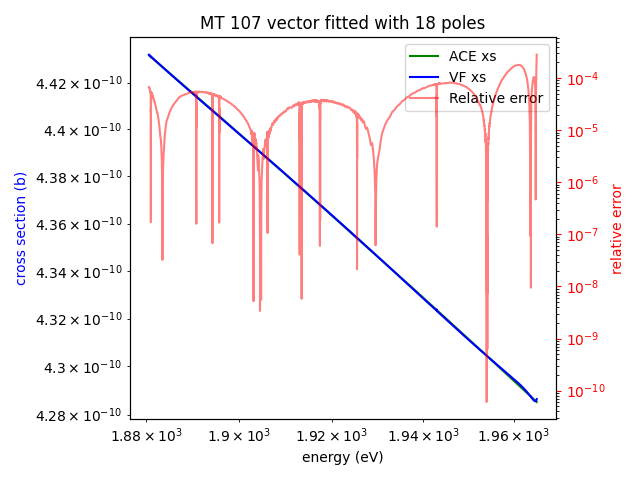 MT 107 vector fitted with 18 poles
ACE xs
VF xs
Relative error
4.42 × 10⁻¹⁰
4.4 × 10⁻¹⁰
4.38 × 10⁻¹⁰
4.36 × 10⁻¹⁰
4.34 × 10⁻¹⁰
4.32 × 10⁻¹⁰
4.3 × 10⁻¹⁰
4.28 × 10⁻¹⁰
cross section (b)
10⁻⁴
10⁻⁵
10⁻⁶
10⁻⁷
10⁻⁸
10⁻⁹
10⁻¹⁰
relative error
1.88 × 10³ 1.9 × 10³ 1.92 × 10³ 1.94 × 10³ 1.96 × 10³
energy (eV)